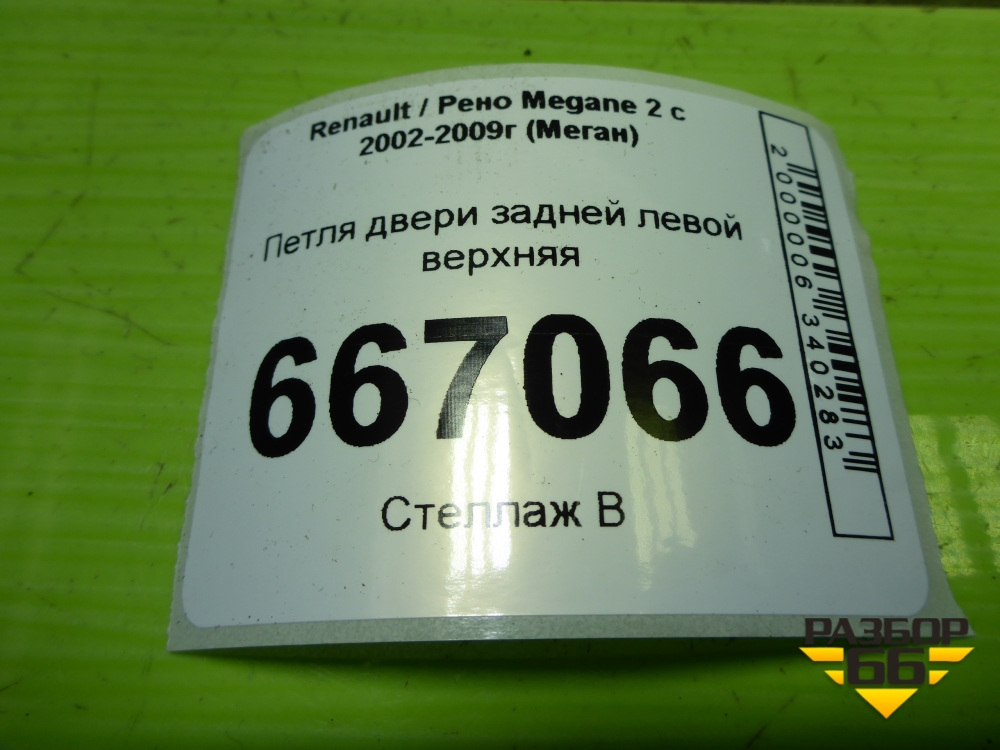 Renault / Рено Megane 2 с
2002-2009г (Меган)
Петля двери задней левой
верхняя
667066
Стеллаж В
2000006340283
РАЗБОР
66